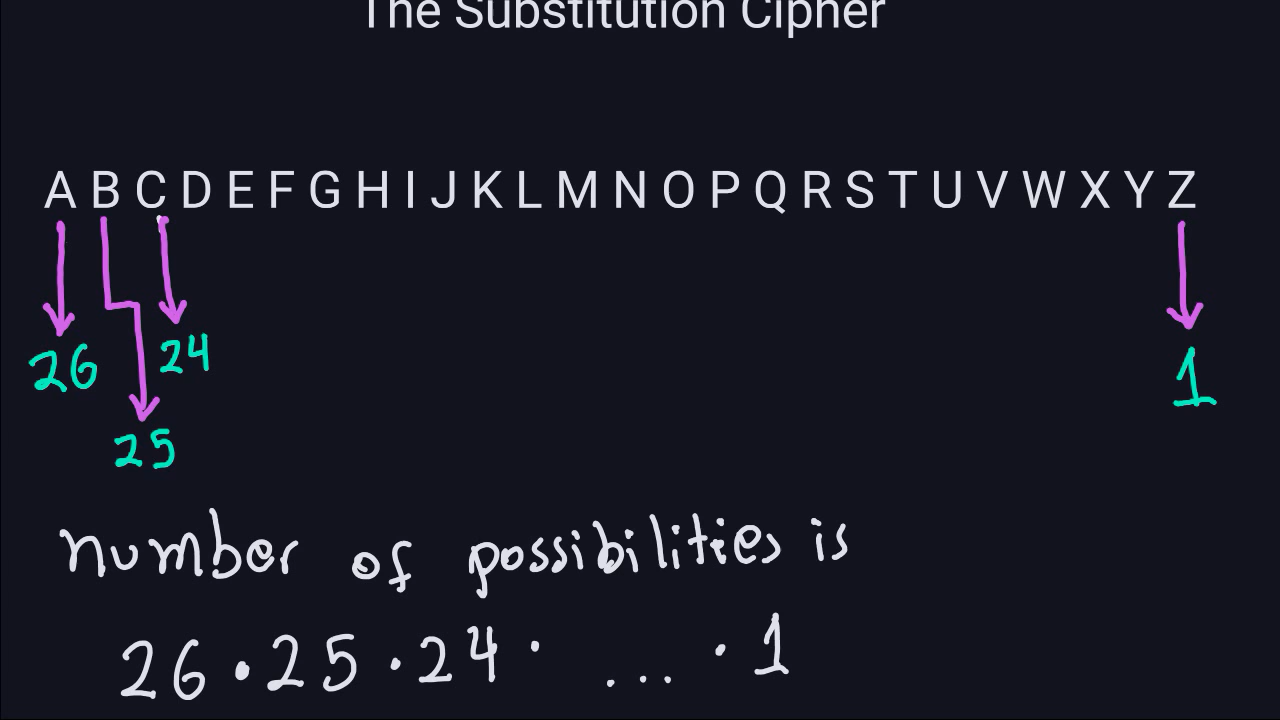 The Substitution Cipher
A B C D E F G H I J K L M N O P Q R S T U V W X Y Z
26 24 1
25
number of possibilities is
26 · 25 · 24 · ... · 1